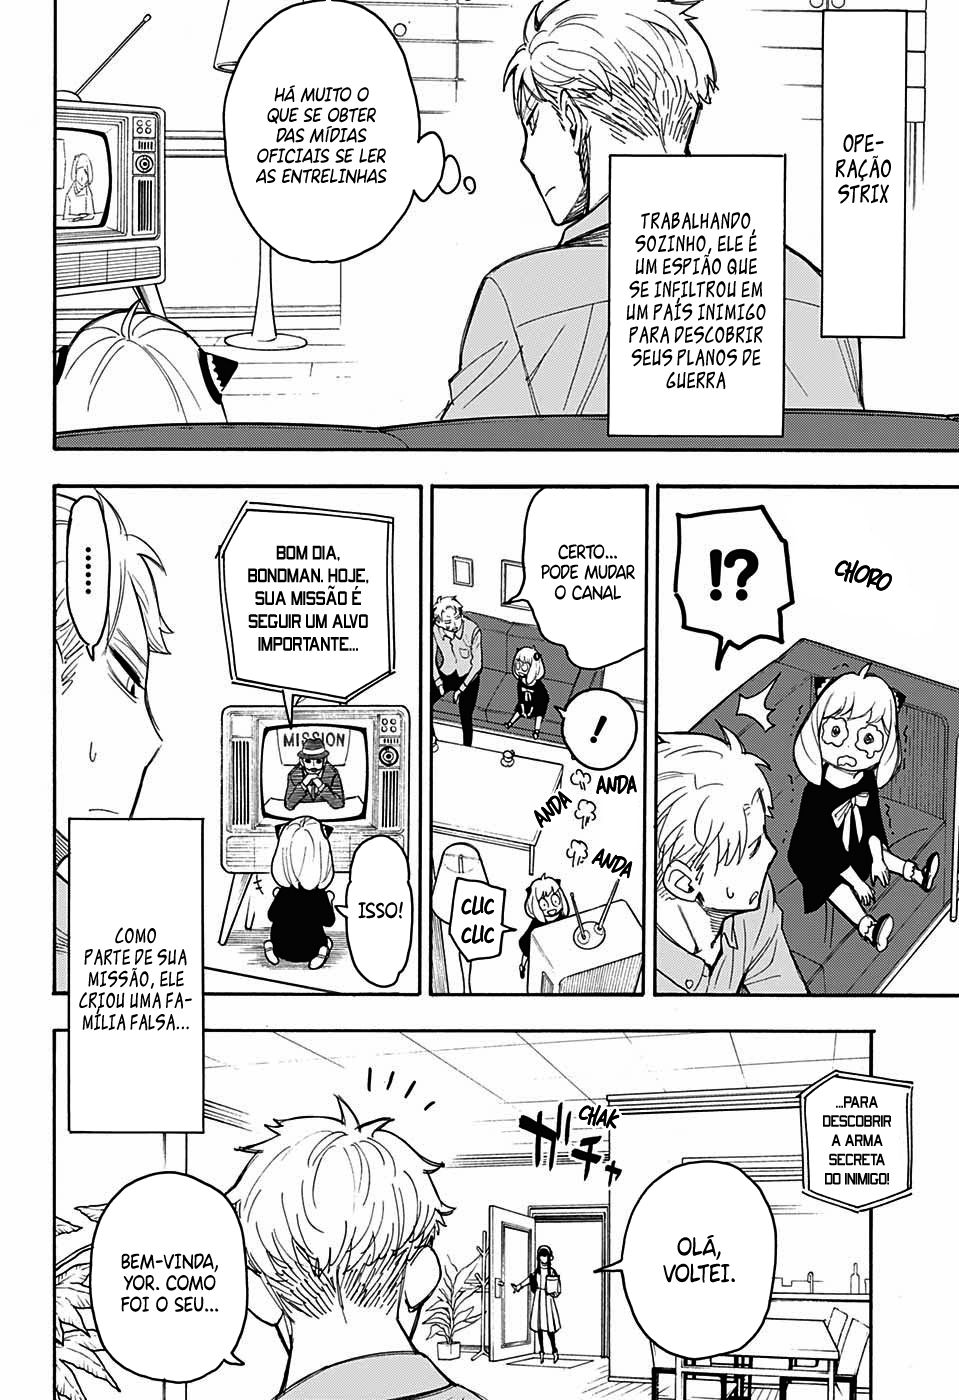 OPE-
RAÇÃO
STRIX
TRABALHANDO
SOZINHO, ELE É
UM ESPIÃO QUE
SE INFILTROU EM
UM PAÍS INIMIGO
PARA DESCOBRIR
SEUS PLANOS DE
GUERRA
HÁ MUITO O
QUE SE OBTER
DAS MÍDIAS
OFICIAIS SE LER
AS ENTRELINHAS
CHORO
!?
CERTO...
PODE MUDAR
O CANAL
!
ANDA
ANDA
ANDA
CLIC
CLIC
BOM DIA,
BONDMAN. HOJE,
SUA MISSÃO É
SEGUIR UM ALVO
IMPORTANTE...
MISSION
ISSO!
........
COMO
PARTE DE SUA
MISSÃO, ELE
CRIOU UMA FA-
MÍLIA FALSA...
...PARA
DESCOBRIR
A ARMA
SECRETA
DO INIMIGO!
CHAK
ガチャ
OLÁ,
VOLTEI.
BEM-VINDA,
YOR. COMO
FOI O SEU...